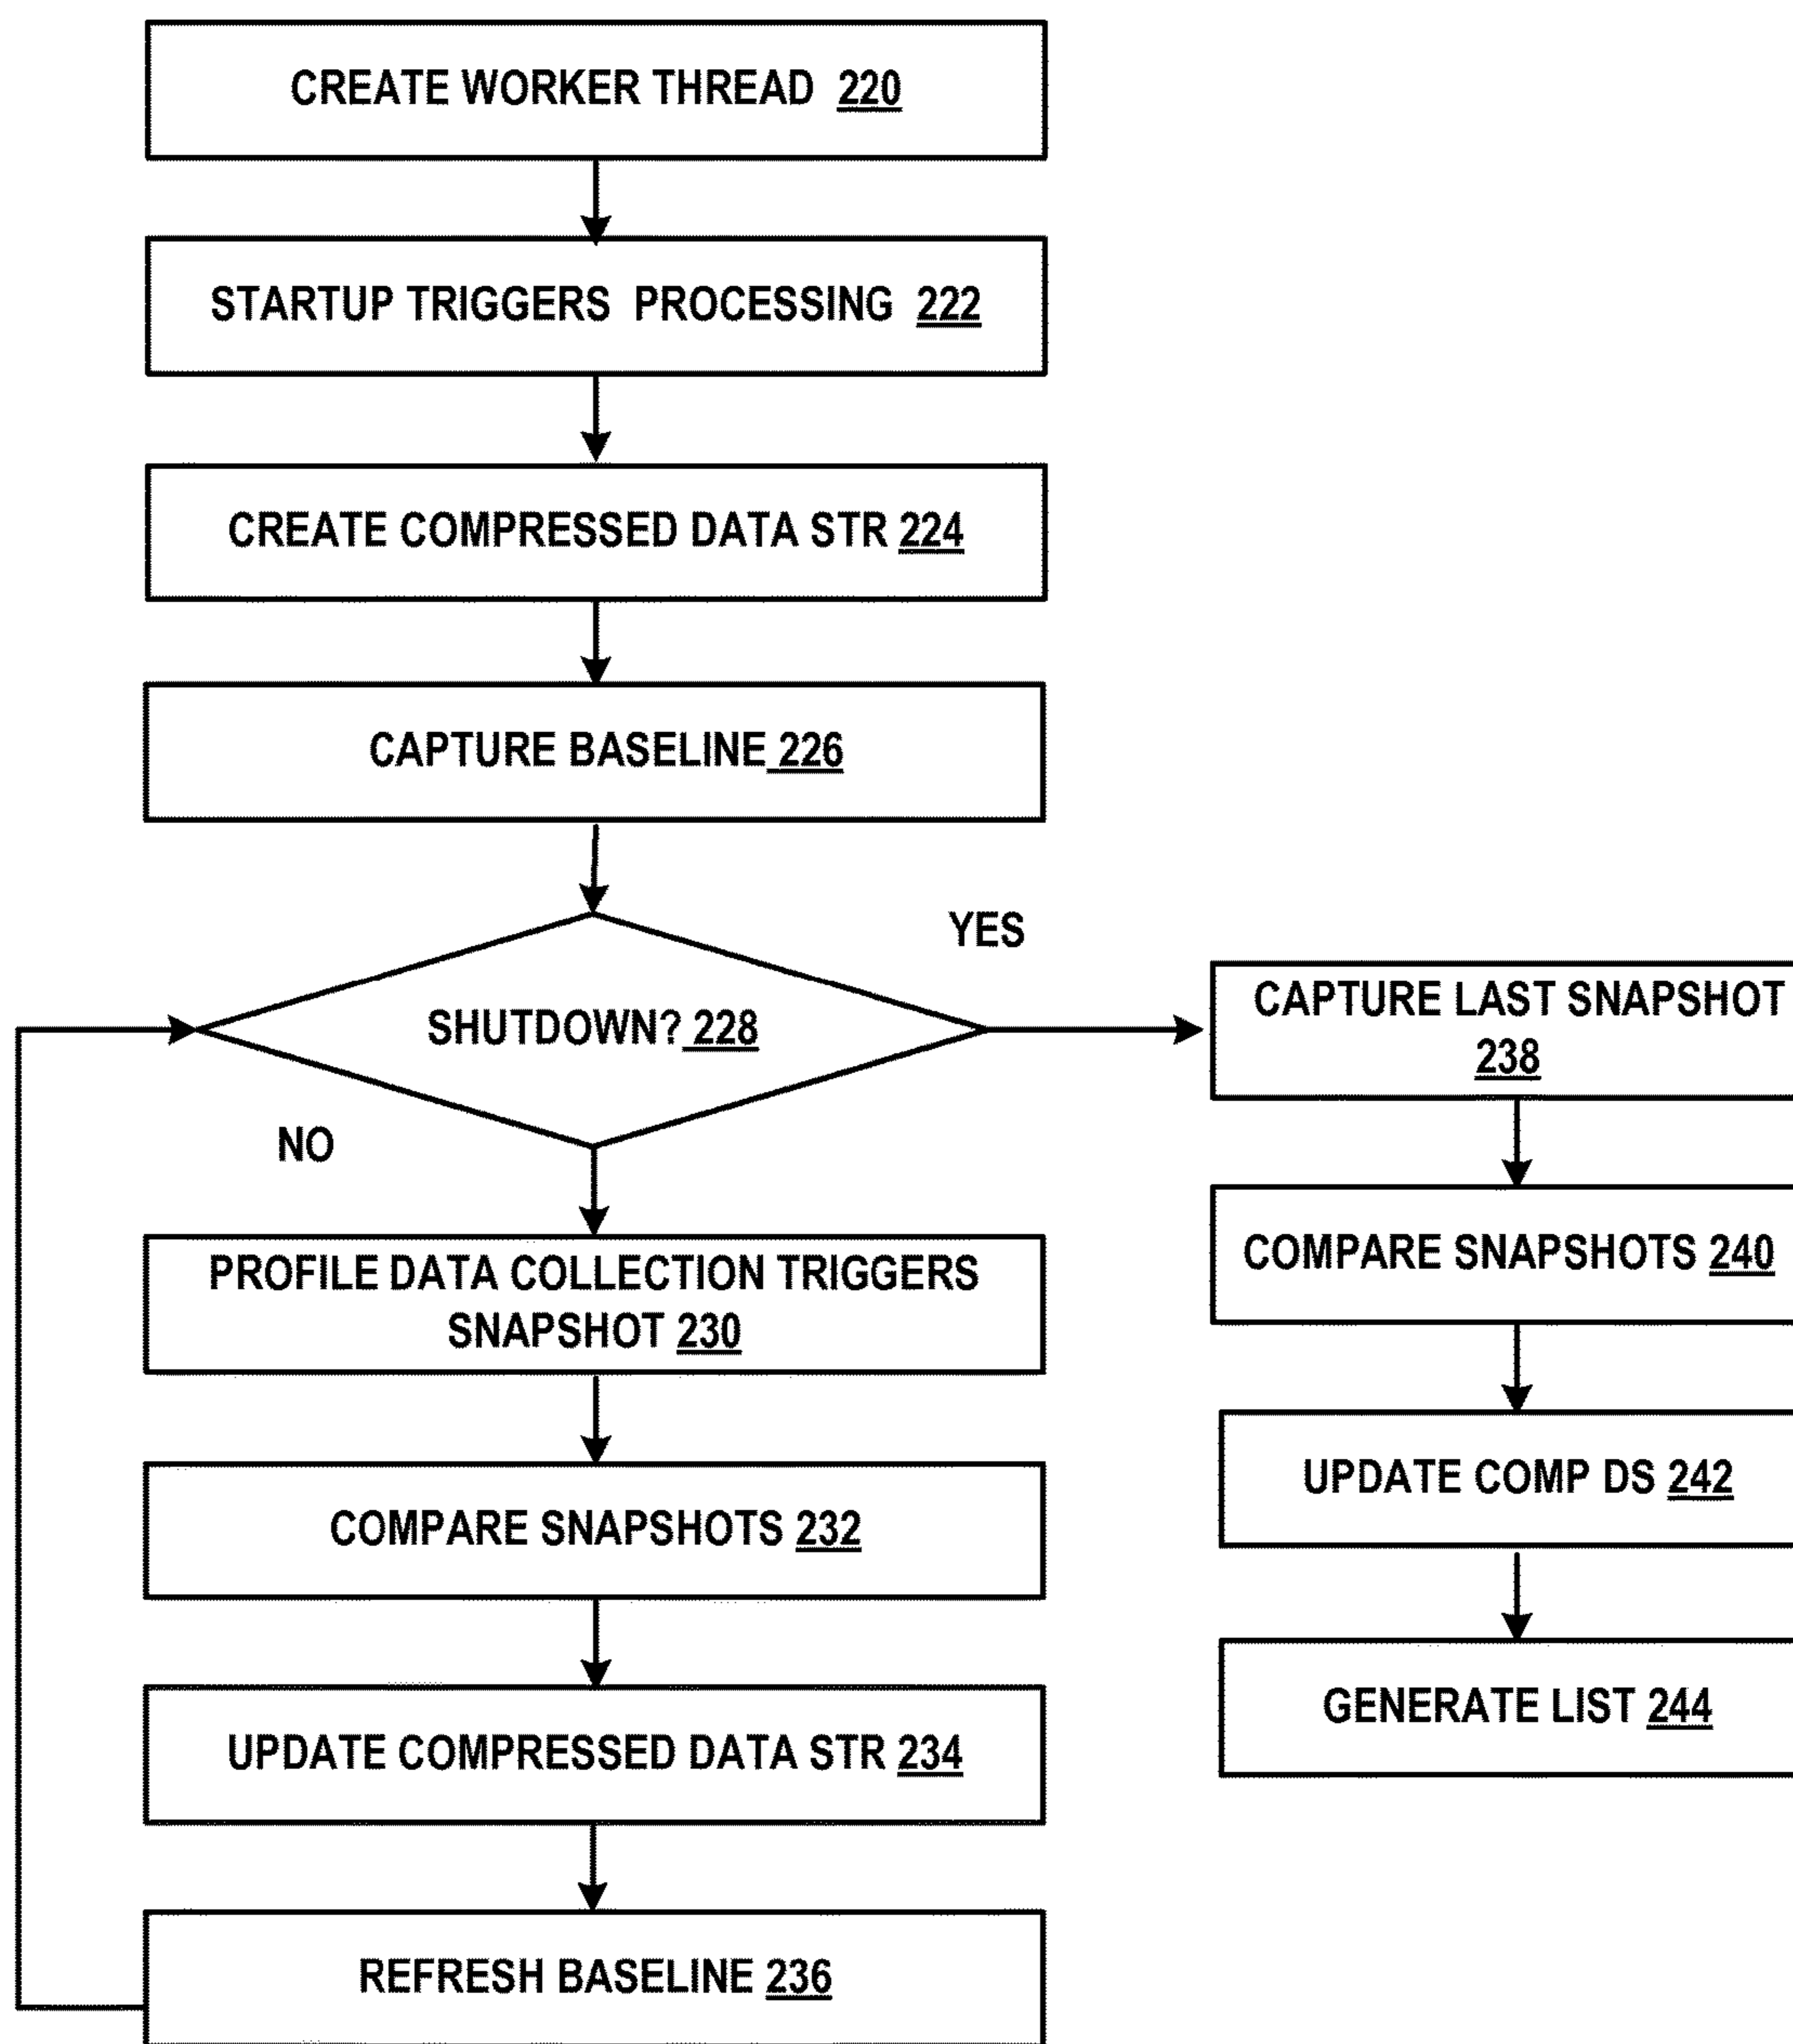 CREATE WORKER THREAD 220
STARTUP TRIGGERS PROCESSING 222
CREATE COMPRESSED DATA STR 224
CAPTURE BASELINE 226
SHUTDOWN? 228
YES
NO
PROFILE DATA COLLECTION TRIGGERS
SNAPSHOT 230
COMPARE SNAPSHOTS 232
UPDATE COMPRESSED DATA STR 234
REFRESH BASELINE 236
CAPTURE LAST SNAPSHOT
238
COMPARE SNAPSHOTS 240
UPDATE COMP DS 242
GENERATE LIST 244